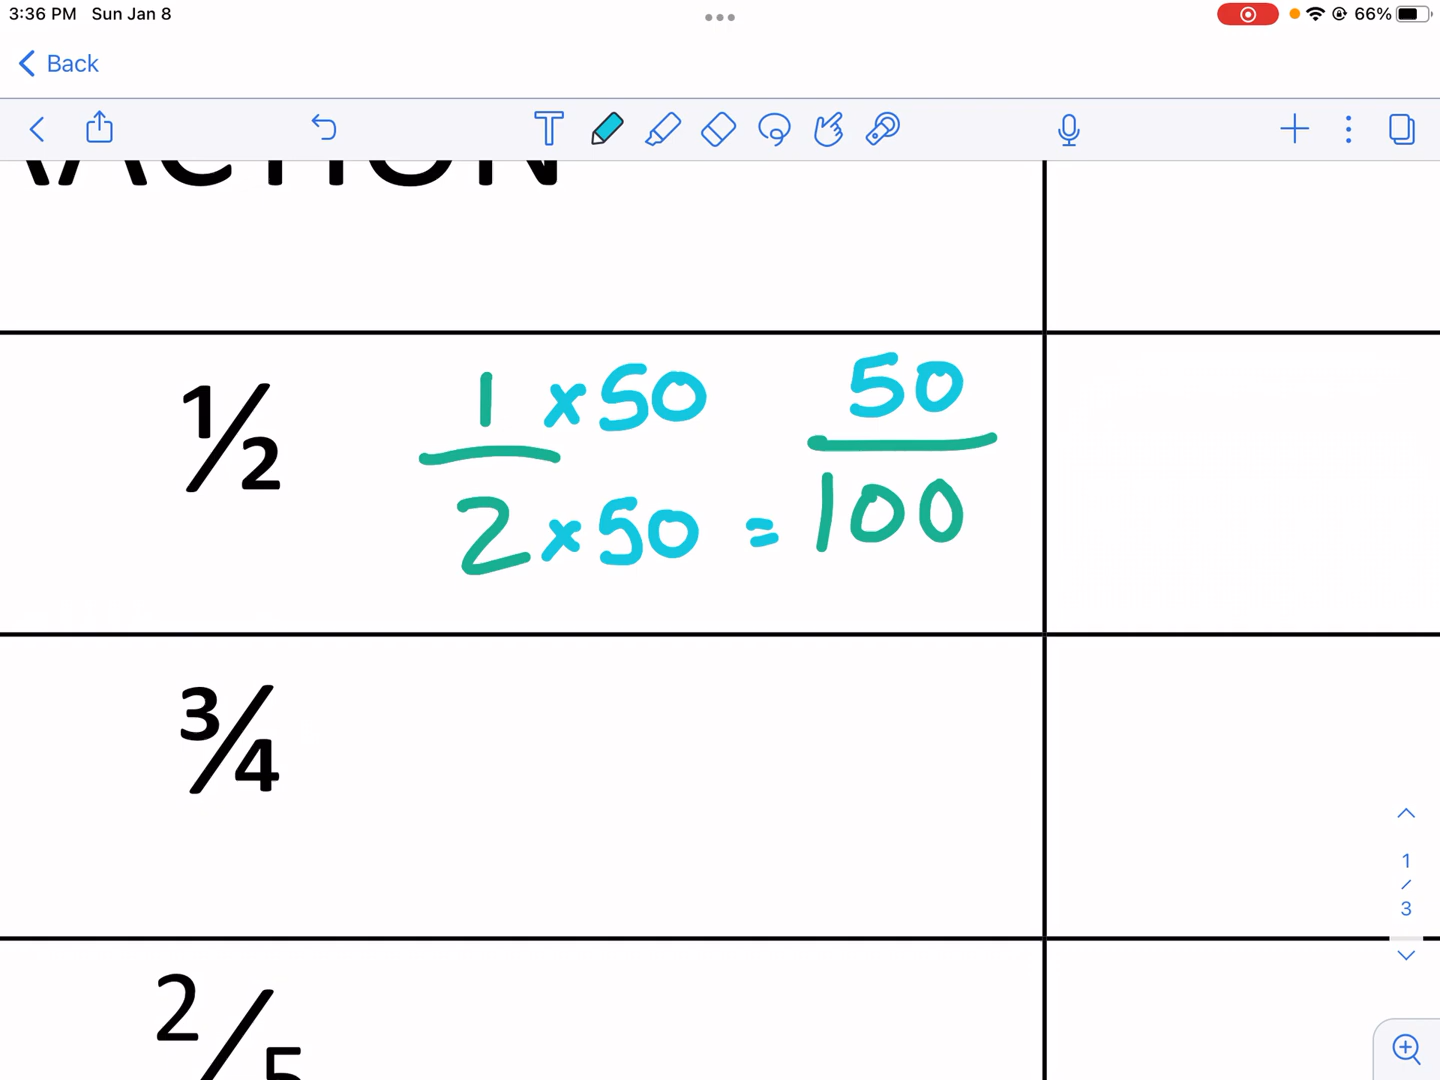 3:36 PM Sun Jan 8 66%
Back
T
½ 1 × 50 50
2 × 50 = 100
¾
1
/
3
2/5